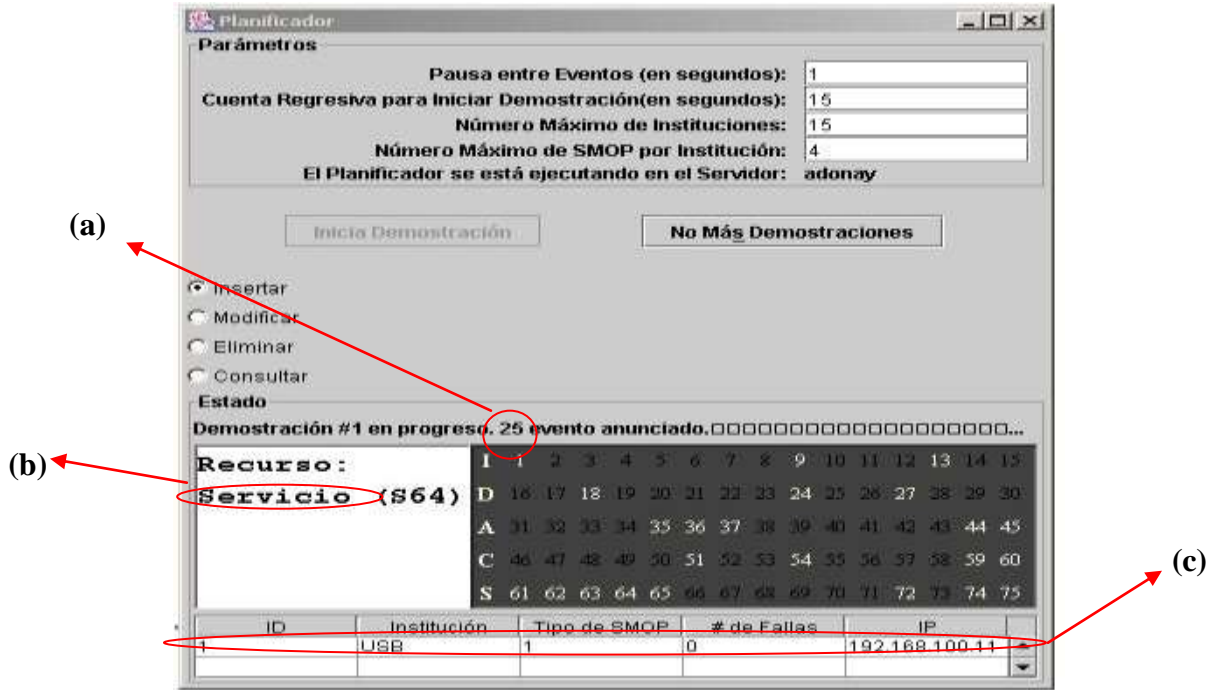 Planificador
Parámetros
Pausa entre Eventos (en segundos): 1
Cuenta Regresiva para Iniciar Demostración(en segundos): 15
Número Máximo de Instituciones: 15
Número Máximo de SMOP por Institución: 4
El Planificador se está ejecutando en el Servidor: adonay
(a)
Inicia Demostración No Más Demostraciones
Insertar
Modificar
Eliminar
Consultar
Estado
Demostración #1 en progreso. 25 evento anunciado.□□□□□□□□□□□□□□□□□□□...
(b)
Recurso:
Servicio (S64)
I 1 2 3 4 5 6 7 8 9 10 11 12 13 14 15
D 16 17 18 19 20 21 22 23 24 25 26 27 28 29 30
A 31 32 33 34 35 36 37 38 39 40 41 42 43 44 45
C 46 47 48 49 50 51 52 53 54 55 56 57 58 59 60
S 61 62 63 64 65 66 67 68 69 70 71 72 73 74 75
(c)
ID Institución Tipo de SMOP # de Fallas IP
1 USB 1 0 192.168.100.11